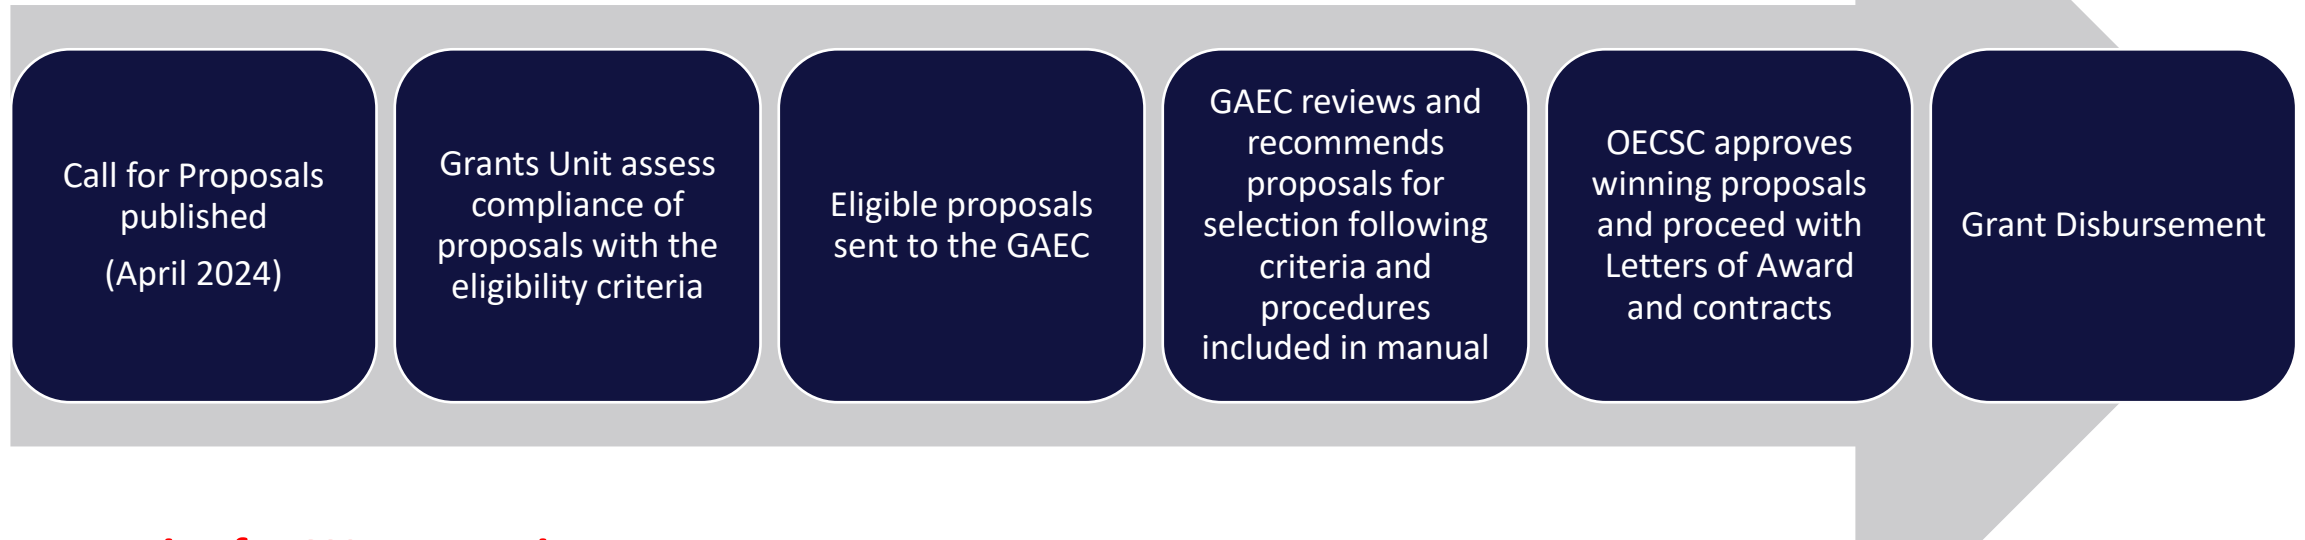 Call for Proposals
published
(April 2024)
Grants Unit assess
compliance of
proposals with the
eligibility criteria
Eligible proposals
sent to the GAEC
GAEC reviews and
recommends
proposals for
selection following
criteria and
procedures
included in manual
OECSC approves
winning proposals
and proceed with
Letters of Award
and contracts
Grant Disbursement